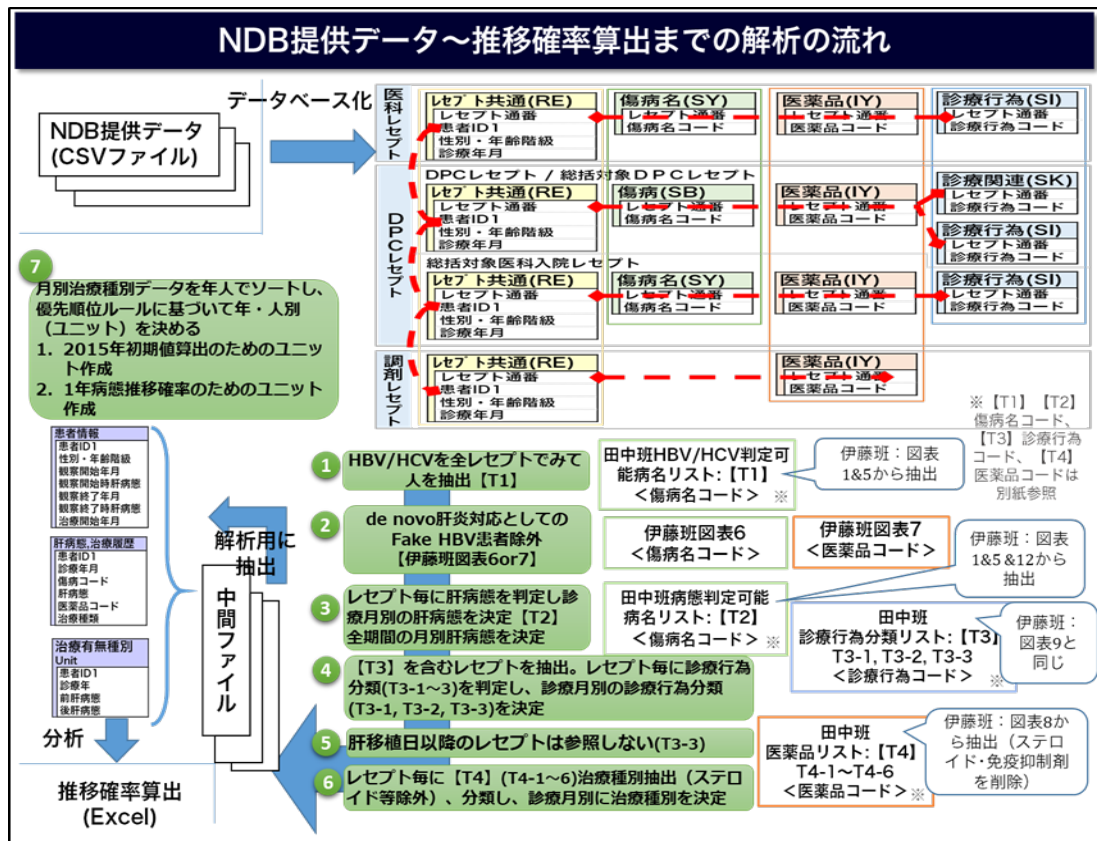 NDB提供データ～推移確率算出までの解析の流れ
データベース化
NDB提供データ
(CSVファイル)
医科レセプト
レセプト共通(RE)
レセプト通番
患者ID1
性別・年齢階級
診療年月
傷病名(SY)
レセプト通番
傷病名コード
医薬品(IY)
レセプト通番
医薬品コード
診療行為(SI)
レセプト通番
診療行為コード
DPCレセプト
DPCレセプト / 総括対象DPCレセプト
レセプト共通(RE)
レセプト通番
患者ID1
性別・年齢階級
診療年月
傷病(SB)
レセプト通番
傷病名コード
医薬品(IY)
レセプト通番
医薬品コード
診療関連(SK)
レセプト通番
診療行為コード
診療行為(SI)
レセプト通番
診療行為コード
総括対象医科入院レセプト
レセプト共通(RE)
レセプト通番
患者ID1
性別・年齢階級
診療年月
傷病名(SY)
レセプト通番
傷病名コード
医薬品(IY)
レセプト通番
医薬品コード
診療行為(SI)
レセプト通番
診療行為コード
調剤レセプト
レセプト共通(RE)
レセプト通番
患者ID1
性別・年齢階級
診療年月
医薬品(IY)
レセプト通番
医薬品コード
※【T1】【T2】
傷病名コード、
【T3】診療行為
コード、【T4】
医薬品コードは
別紙参照
7
月別治療種別データを年人でソートし、
優先順位ルールに基づいて年・人別
（ユニット）を決める
1. 2015年初期値算出のためのユニッ
ト作成
2. 1年病態推移確率のためのユニット
作成
患者情報
患者ID1
性別・年齢階級
観察開始年月
観察開始時肝病態
観察終了年月
観察終了時肝病態
治療開始年月
肝病態,治療履歴
患者ID1
診療年月
傷病コード
肝病態
医薬品コード
治療種類
治療有無種別
Unit
患者ID1
診療年
前肝病態
後肝病態
分析
推移確率算出
(Excel)
解析用に
抽出
中間ファイル
1
HBV/HCVを全レセプトでみて
人を抽出【T1】
田中班HBV/HCV判定可
能病名リスト:【T1】
<傷病名コード> ※
伊藤班：図表
1&5から抽出
2
de novo肝炎対応としての
Fake HBV患者除外
【伊藤班図表6or7】
伊藤班図表6
<傷病名コード>
伊藤班図表7
<医薬品コード>
伊藤班：図表
1&5&12から
抽出
3
レセプト毎に肝病態を判定し診
療月別の肝病態を決定【T2】
全期間の月別肝病態を決定
田中班病態判定可能
病名リスト:【T2】
<傷病名コード> ※
田中班
診療行為分類リスト:【T3】
T3-1, T3-2, T3-3
<診療行為コード>
※
伊藤班：
図表9と
同じ
4
【T3】を含むレセプトを抽出。レセプト毎に診療行為
分類(T3-1～3)を判定し、診療月別の診療行為分類
(T3-1, T3-2, T3-3)を決定
5
肝移植日以降のレセプトは参照しない(T3-3)
6
レセプト毎に【T4】(T4-1～6)治療種別抽出（ステロ
イド等除外）、分類し、診療月別に治療種別を決定
田中班
医薬品リスト:【T4】
T4-1～T4-6
<医薬品コード> ※
伊藤班：図表8か
ら抽出（ステロ
イド・免疫抑制剤
を削除）